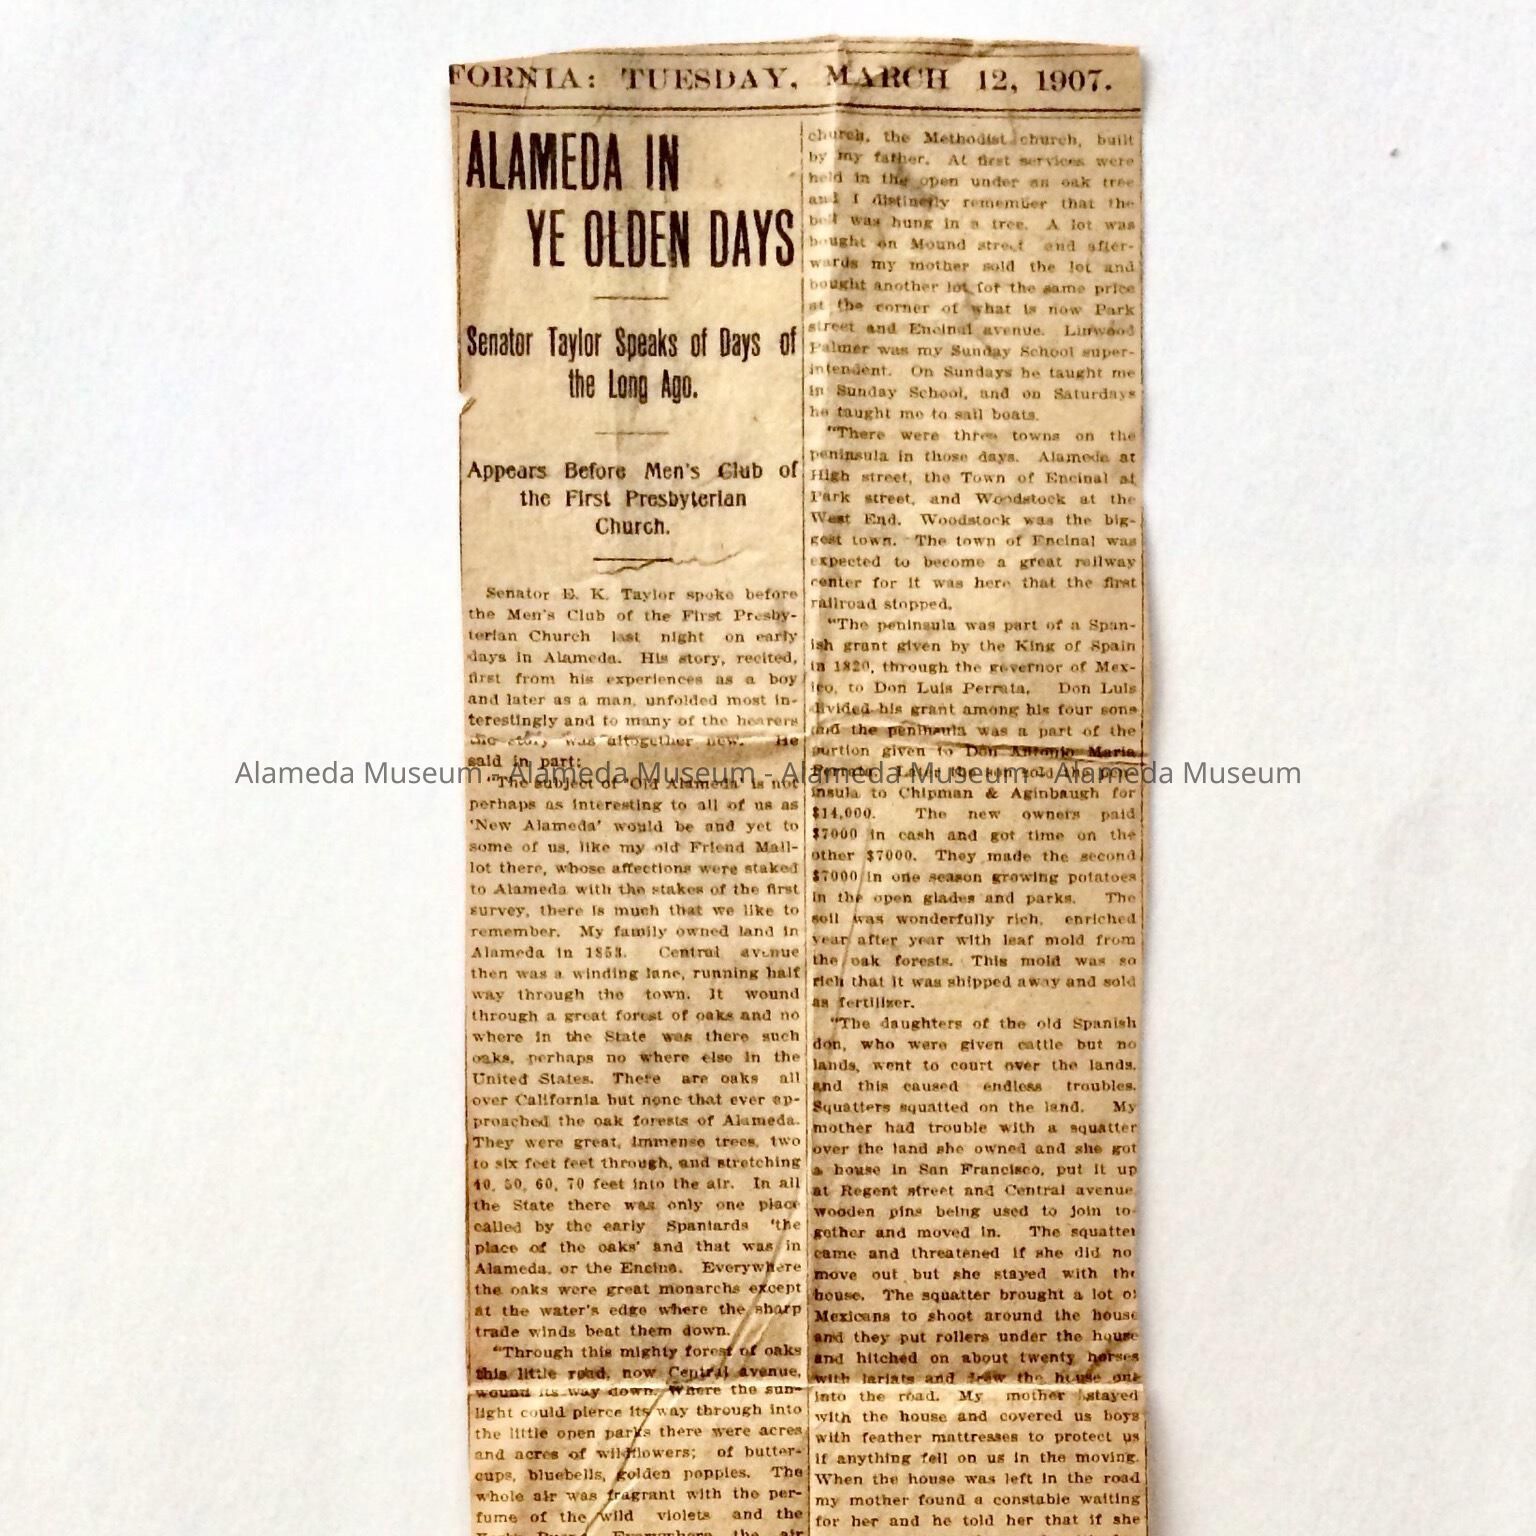 FORNIA: TUESDAY, MARCH 12, 1907.
ALAMEDA IN
YE OLDEN DAYS
Senator Taylor Speaks of Days of
the Long Ago.
Appears Before Men's Club of
the First Presbyterian
Church.
Senator E. K. Taylor spoke before
the Men's Club of the First Presby-
terian Church last night on early
days in Alameda. His story, recited,
first from his experiences as a boy
and later as a man, unfolded most in-
terestingly and to many of the hearers
the story was altogether new. He
said in part:
"The subject of 'Old Alameda' is not
perhaps as interesting to all of us as
'New Alameda' would be and yet to
some of us, like my old Friend Mail-
lot there, whose affections were staked
to Alameda with the stakes of the first
survey, there is much that we like to
remember. My family owned land in
Alameda in 1853. Central avenue
then was a winding lane, running half
way through the town. It wound
through a great forest of oaks and no
where in the State was there such
oaks, perhaps no where else in the
United States. There are oaks all
over California but none that ever ap-
proached the oak forests of Alameda.
They were great, immense trees, two
to six feet feet through, and stretching
40, 50, 60, 70 feet into the air. In all
the State there was only one place
called by the early Spaniards 'the
place of the oaks' and that was in
Alameda, or the Encina. Everywhere
the oaks were great monarchs except
at the water's edge where the sharp
trade winds beat them down.
"Through this mighty forest of oaks
this little road, now Central avenue,
wound its way down. Where the sun-
light could pierce its way through into
the little open parks there were acres
and acres of wildflowers; of butter-
cups, bluebells, golden poppies. The
whole air was fragrant with the per-
fume of the wild violets and the
Everywhere the air
church, the Methodist church, built
by my father. At first services were
held in the open under an oak tree
and I distinctly remember that the
bell was hung in a tree. A lot was
bought on Mound street and after-
wards my mother sold the lot and
bought another lot for the same price
at the corner of what is now Park
street and Encinal avenue. Linwood
Palmer was my Sunday School super-
intendent. On Sundays he taught me
in Sunday School, and on Saturdays
he taught me to sail boats.
"There were three towns on the
peninsula in those days. Alameda at
High street, the Town of Encinal at
Park street, and Woodstock at the
West End. Woodstock was the big-
gest town. The town of Encinal was
expected to become a great railway
center for it was here that the first
railroad stopped.
"The peninsula was part of a Span-
ish grant given by the King of Spain
in 1820, through the governor of Mex-
ico, to Don Luis Perrata. Don Luis
divided his grant among his four sons
and the peninsula was a part of the
portion given to Don Antonio Maria
Perrata. Later the son sold the pen-
insula to Chipman & Aginbaugh for
$14,000. The new owners paid
$7000 in cash and got time on the
other $7000. They made the second
$7000 in one season growing potatoes
in the open glades and parks. The
soil was wonderfully rich, enriched
year after year with leaf mold from
the oak forests. This mold was so
rich that it was shipped away and sold
as fertilizer.
"The daughters of the old Spanish
don, who were given cattle but no
lands, went to court over the lands,
and this caused endless troubles.
Squatters squatted on the land. My
mother had trouble with a squatter
over the land she owned and she got
a house in San Francisco, put it up
at Regent street and Central avenue
wooden pins being used to join to-
gether and moved in. The squatter
came and threatened if she did no
move out but she stayed with the
house. The squatter brought a lot of
Mexicans to shoot around the house
and they put rollers under the house
and hitched on about twenty horses
with lariats and drew the house out
into the road. My mother stayed
with the house and covered us boys
with feather mattresses to protect us
if anything fell on us in the moving.
When the house was left in the road
my mother found a constable waiting
for her and he told her that if she
Alameda Museum - Alameda Museum - Alameda Museum - Alameda Museum